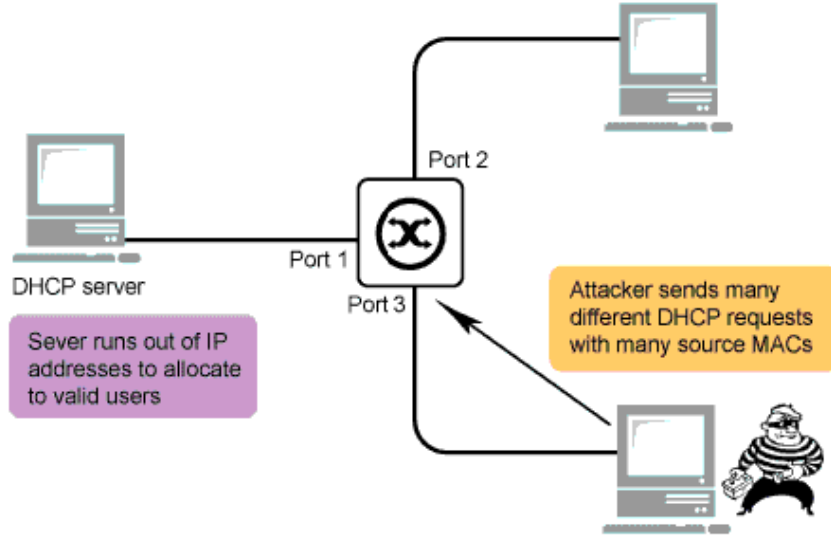 Port 2
Port 1
DHCP server
Port 3
Attacker sends many
different DHCP requests
with many source MACs
Sever runs out of IP
addresses to allocate
to valid users